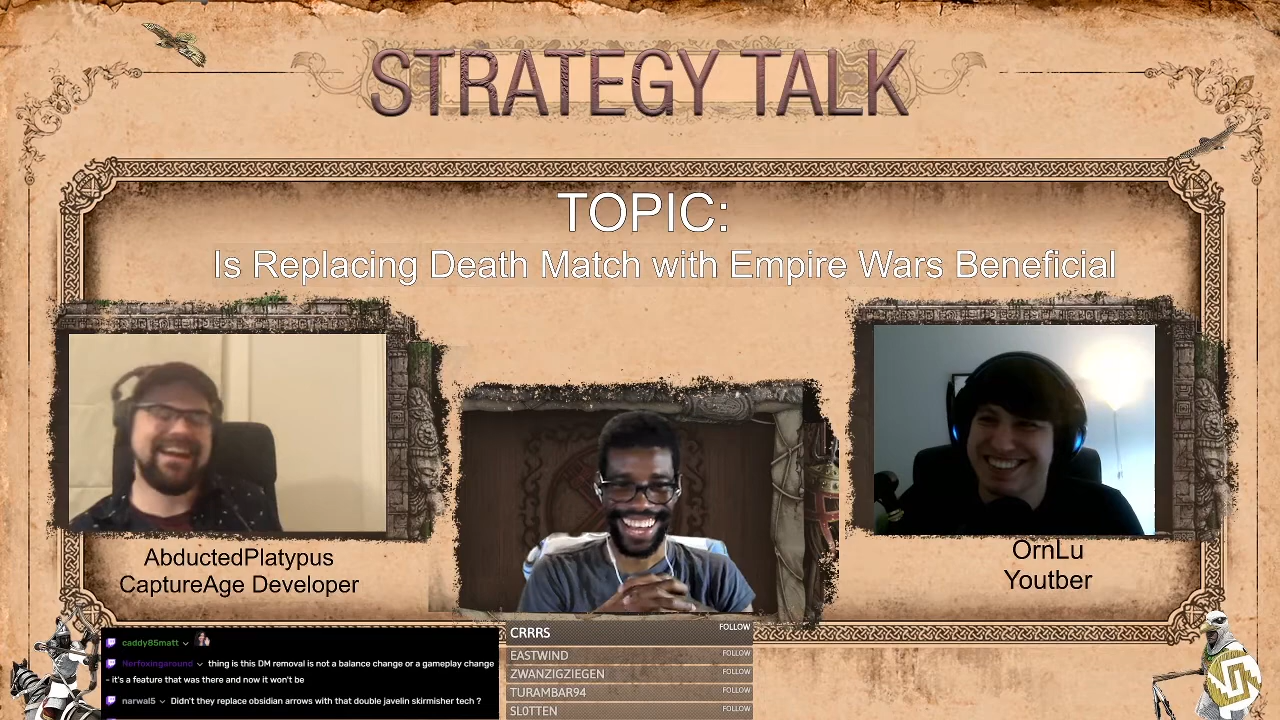 STRATEGY TALK
TOPIC:
Is Replacing Death Match with Empire Wars Beneficial
AbductedPlatypus
CaptureAge Developer
OrnLu
Youtber
caddy85matt
Nerfoxingaround thing is this DM removal is not a balance change or a gameplay change
- it's a feature that was there and now it won't be
narwal5 Didn't they replace obsidian arrows with that double javelin skirmisher tech ?
CRRRS FOLLOW
EASTWIND FOLLOW
ZWANZIGZIEGEN FOLLOW
TURAMBAR94 FOLLOW
SL0TTEN FOLLOW